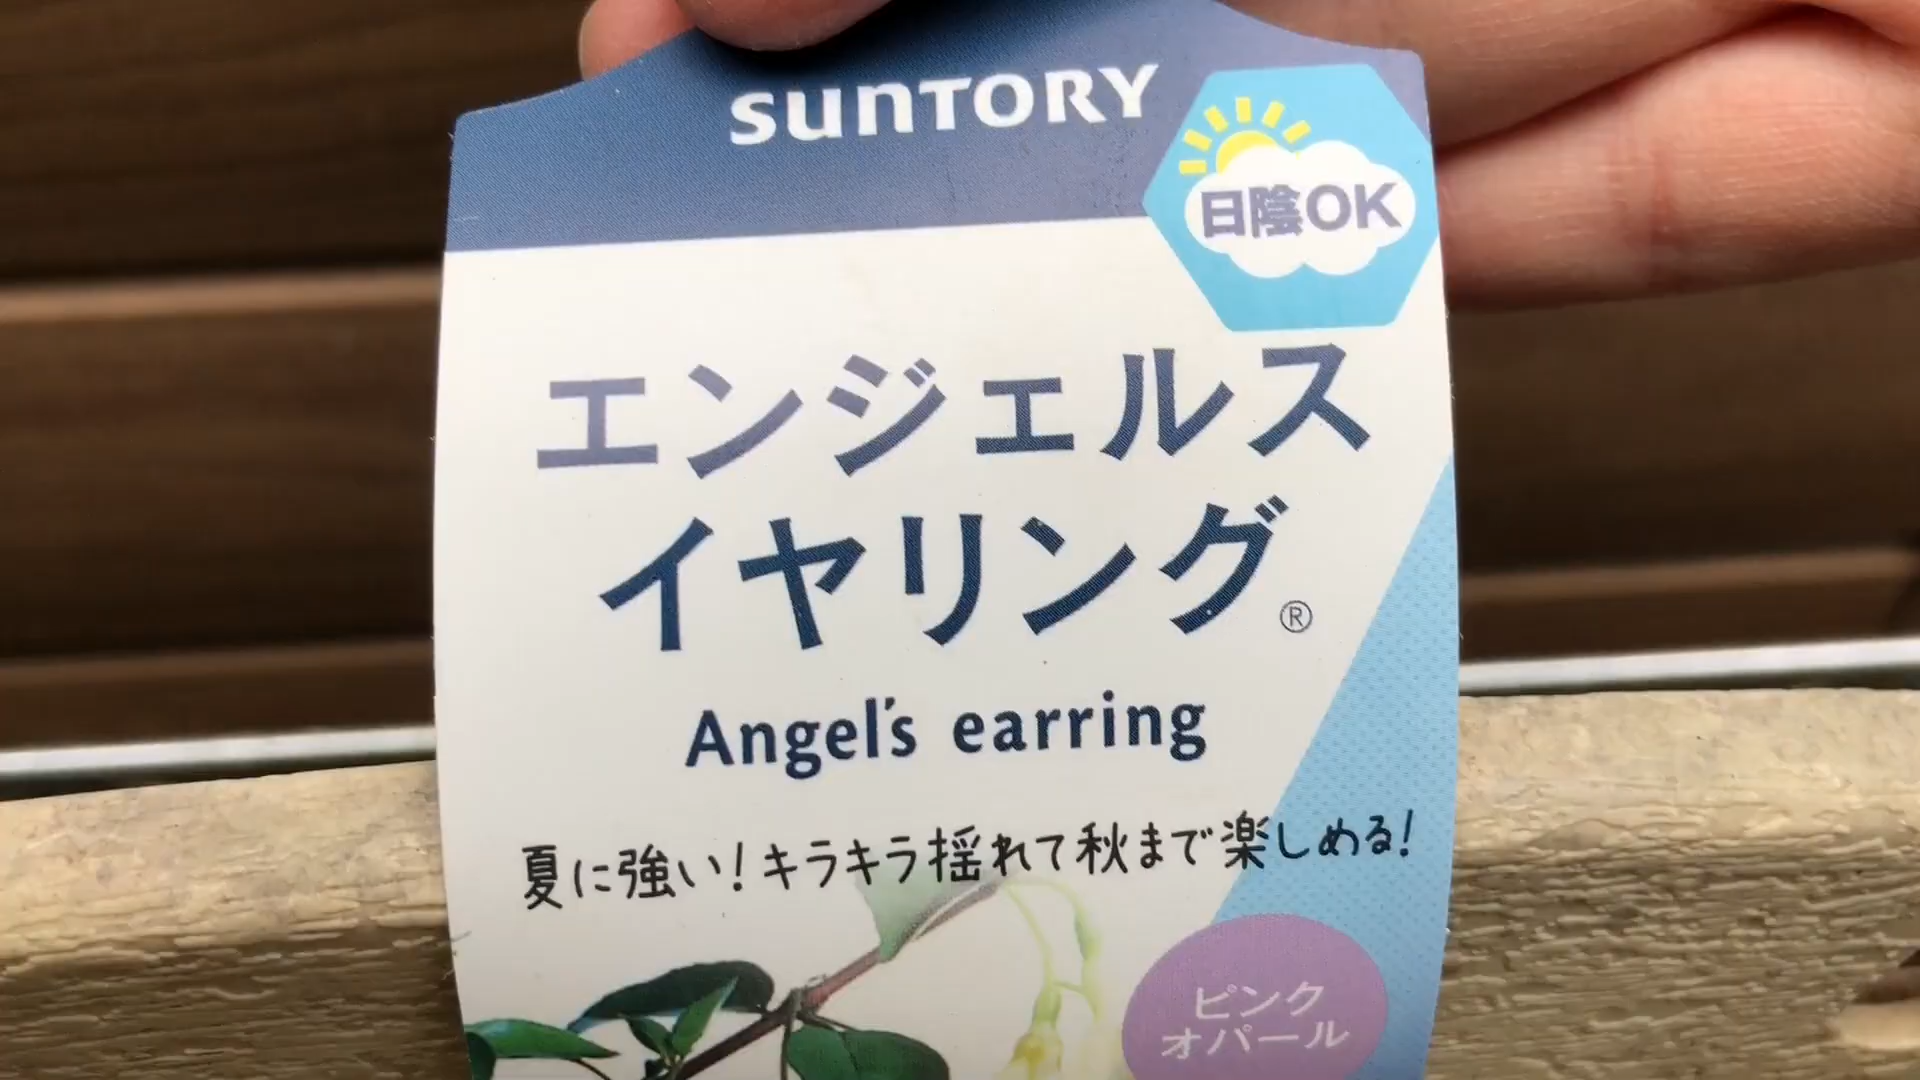 SUNTORY
日陰OK
エンジェルス
イヤリング®
Angel's earring
夏に強い!キラキラ揺れて秋まで楽しめる!
ピンク
オパール